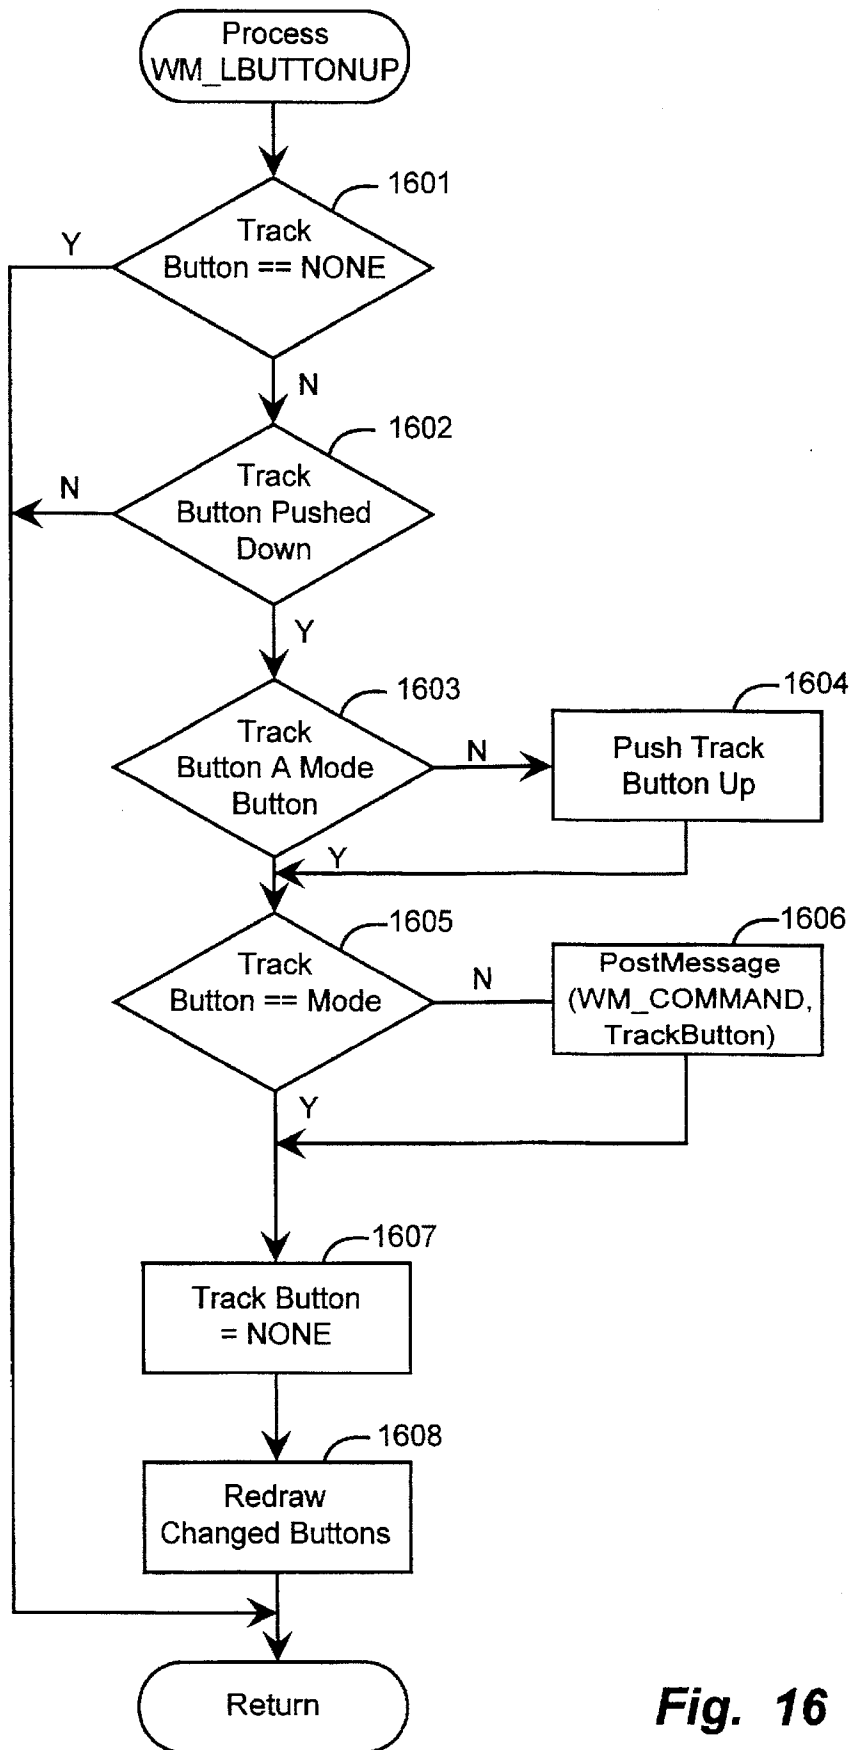 Process
WM_LBUTTONUP
1601
Track
Button == NONE
Y
N
1602
Track
Button Pushed
Down
N
Y
1603
Track
Button A Mode
Button
N
1604
Push Track
Button Up
Y
1605
Track
Button == Mode
N
1606
PostMessage
(WM_COMMAND,
TrackButton)
Y
1607
Track Button
= NONE
1608
Redraw
Changed Buttons
Return
Fig. 16